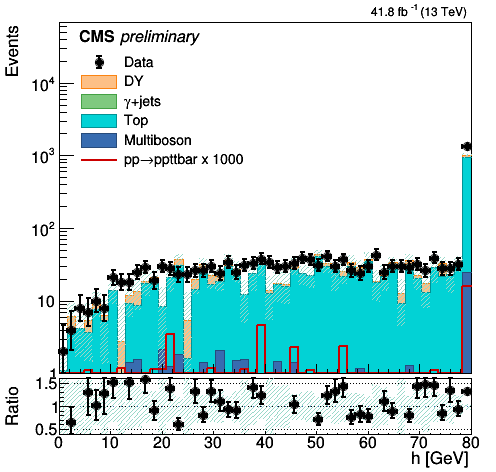 41.8 fb⁻¹ (13 TeV)
Events
CMS preliminary
Data
DY
γ+jets
Top
Multiboson
pp→ppttbar x 1000
10⁴
10³
10²
10
1
Ratio
1.5
1
0.5
0 10 20 30 40 50 60 70 80
h [GeV]